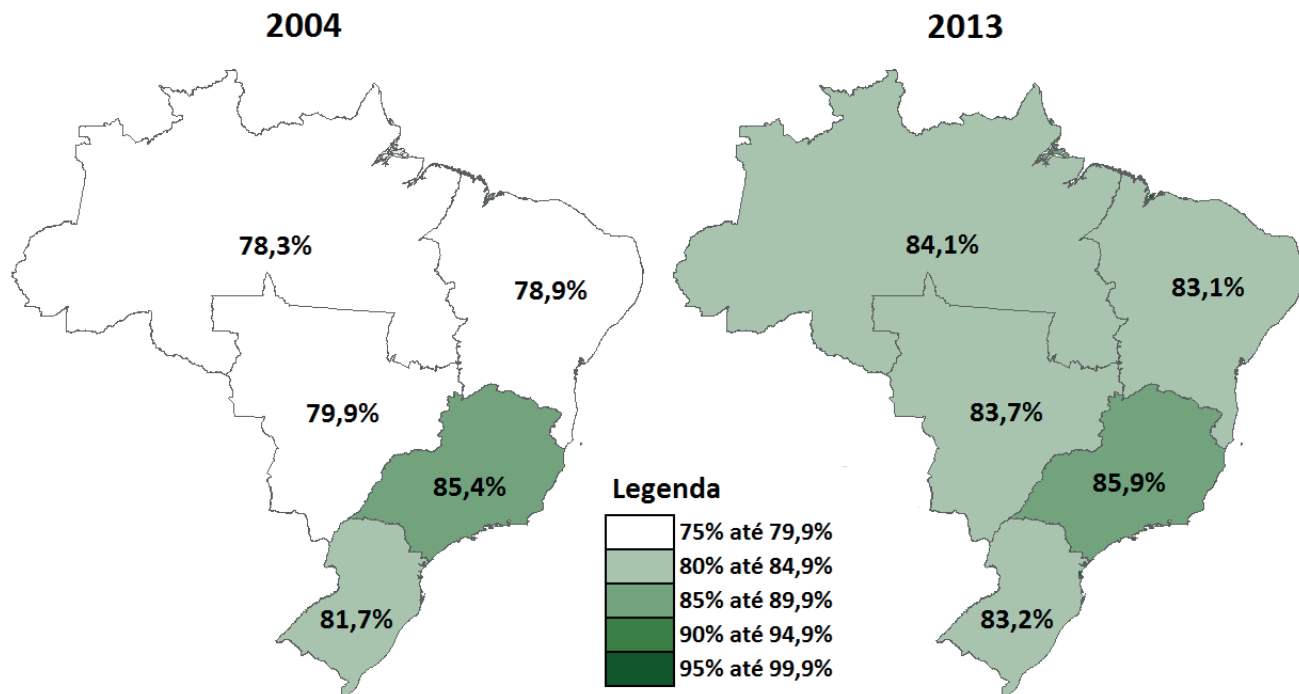 2004
78,3%
78,9%
79,9%
85,4%
81,7%
2013
84,1%
83,1%
83,7%
85,9%
83,2%
Legenda
75% até 79,9%
80% até 84,9%
85% até 89,9%
90% até 94,9%
95% até 99,9%